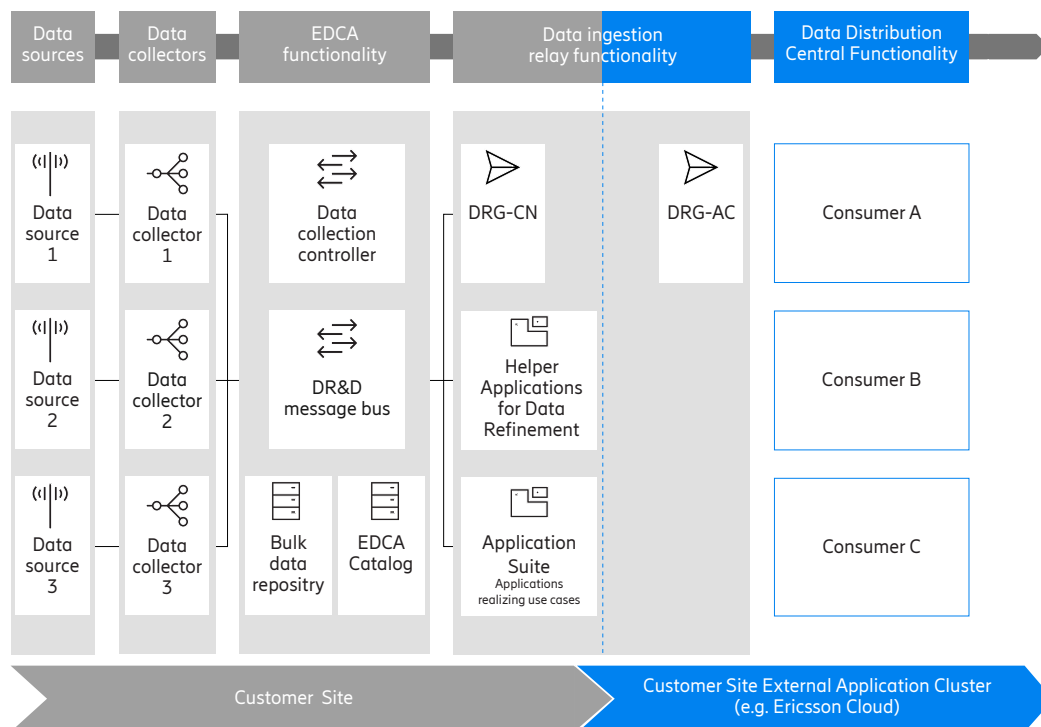 Data
sources
Data
collectors
EDCA
functionality
Data ingestion
relay functionality
Data Distribution
Central Functionality
Data
source
1
Data
collector
1
Data
collection
controller
DRG-CN
DRG-AC
Consumer A
Data
source
2
Data
collector
2
DR&D
message bus
Helper
Applications
for Data
Refinement
Consumer B
Data
source
3
Data
collector
3
Bulk
data
repositry
EDCA
Catalog
Application
Suite
Applications
realizing use cases
Consumer C
Customer Site
Customer Site External Application Cluster
(e.g. Ericsson Cloud)